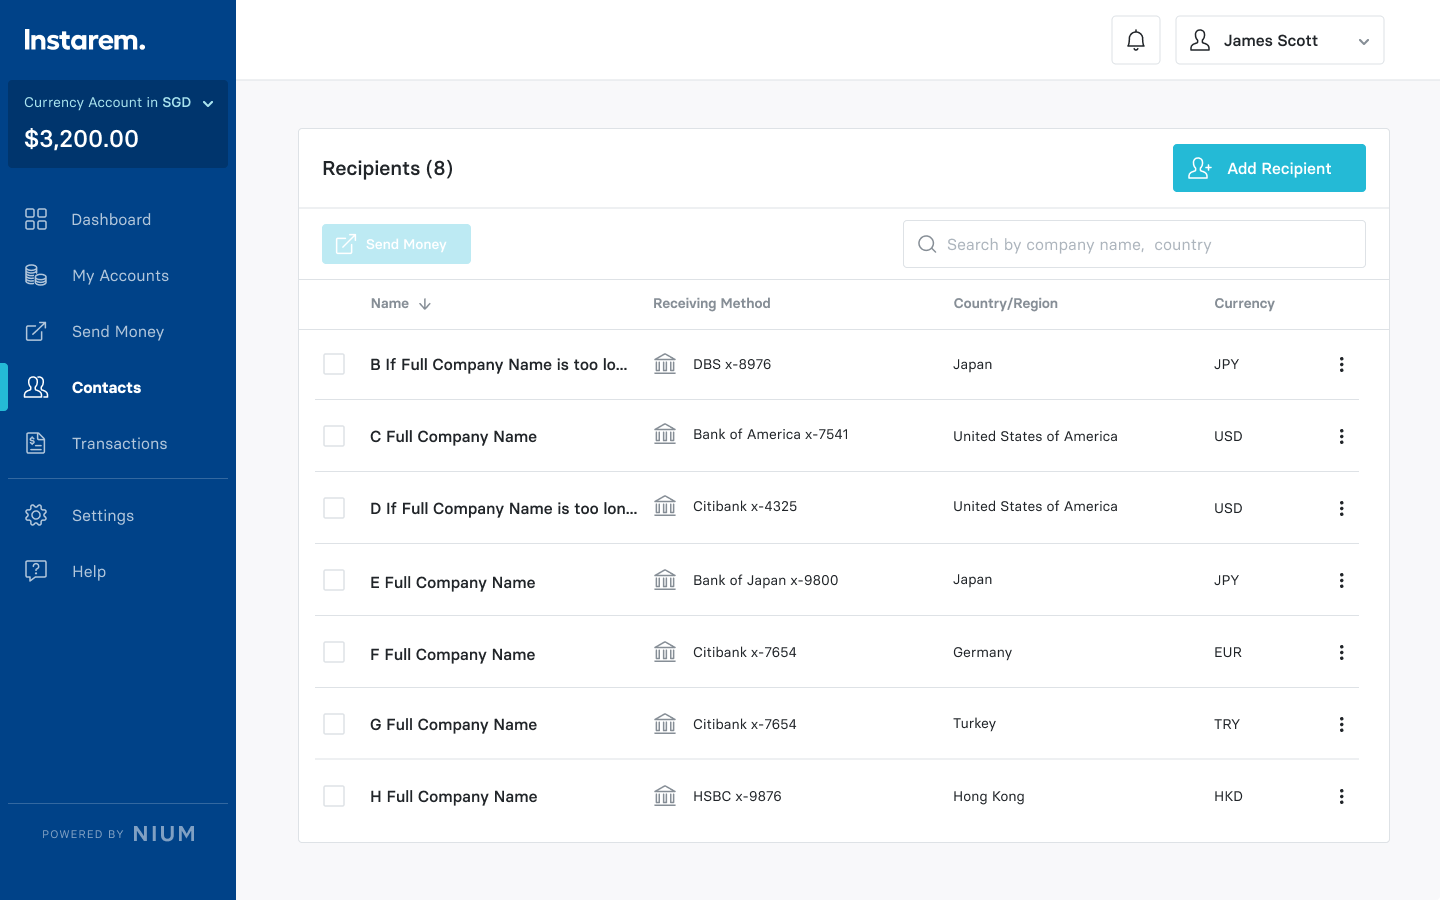 Instarem.
Currency Account in SGD
$3,200.00
Dashboard
My Accounts
Send Money
Contacts
Transactions
Settings
Help
POWERED BY NIUM
James Scott
Recipients (8)
Add Recipient
Send Money
Search by company name, country
Name Receiving Method Country/Region Currency
B If Full Company Name is too lo... DBS x-8976 Japan JPY
C Full Company Name Bank of America x-7541 United States of America USD
D If Full Company Name is too lon... Citibank x-4325 United States of America USD
E Full Company Name Bank of Japan x-9800 Japan JPY
F Full Company Name Citibank x-7654 Germany EUR
G Full Company Name Citibank x-7654 Turkey TRY
H Full Company Name HSBC x-9876 Hong Kong HKD